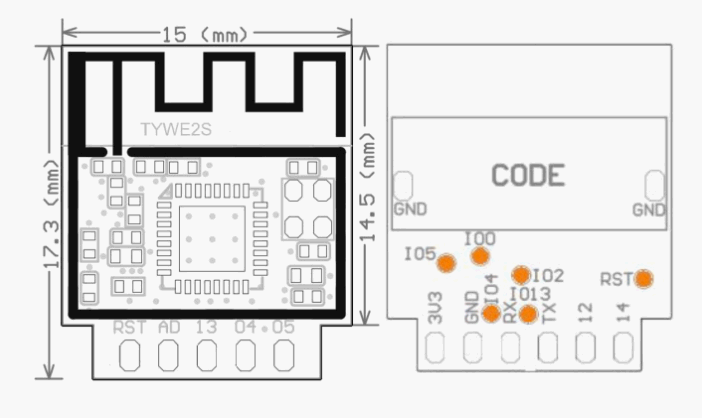 15 (mm)
TYWE2S
17.3 (mm)
14.5 (mm)
RST AD 13 04 05
CODE
GND GND
IO0
IO5
IO2
RST
IO4
IO13
3V3 GND RX TX 12 14